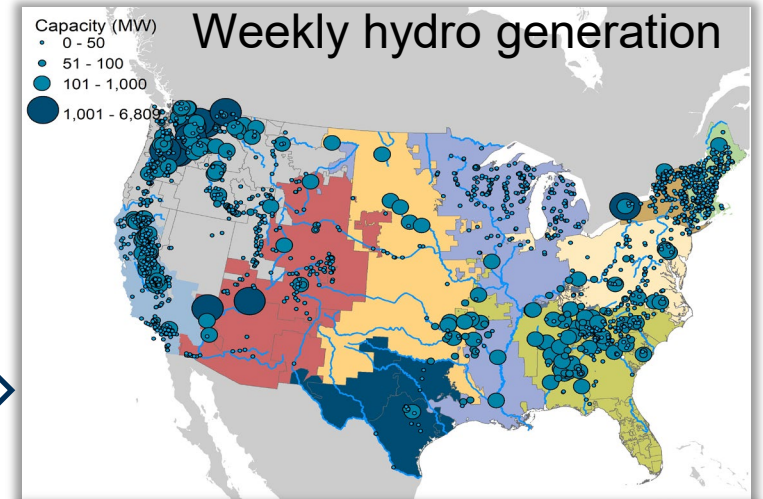 Weekly hydro generation
Capacity (MW)
0 - 50
51 - 100
101 - 1,000
1,001 - 6,809